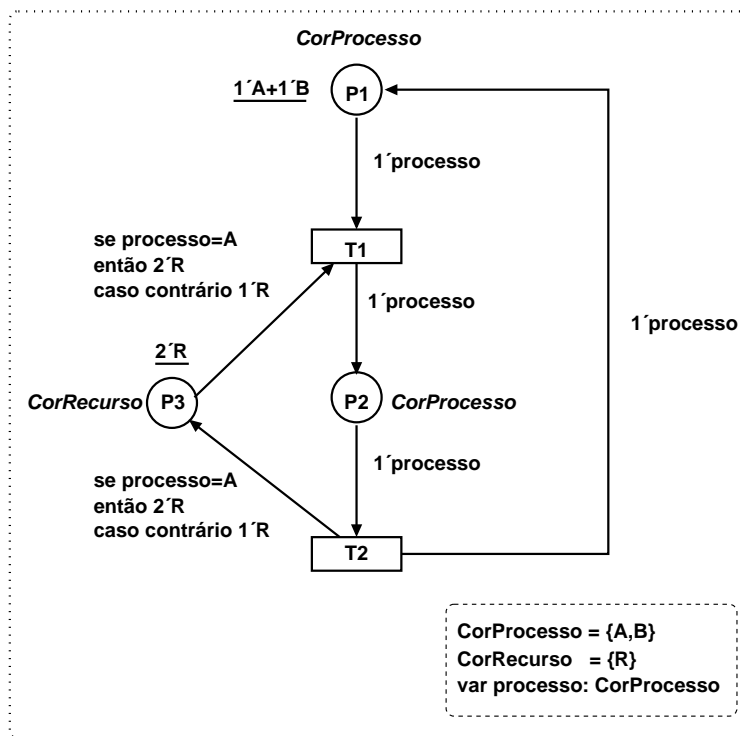 CorProcesso
1´A+1´B
P1
1´processo
se processo=A
então 2´R
caso contrário 1´R
T1
1´processo
1´processo
2´R
CorRecurso
P3
P2
CorProcesso
1´processo
se processo=A
então 2´R
caso contrário 1´R
T2
CorProcesso = {A,B}
CorRecurso = {R}
var processo: CorProcesso